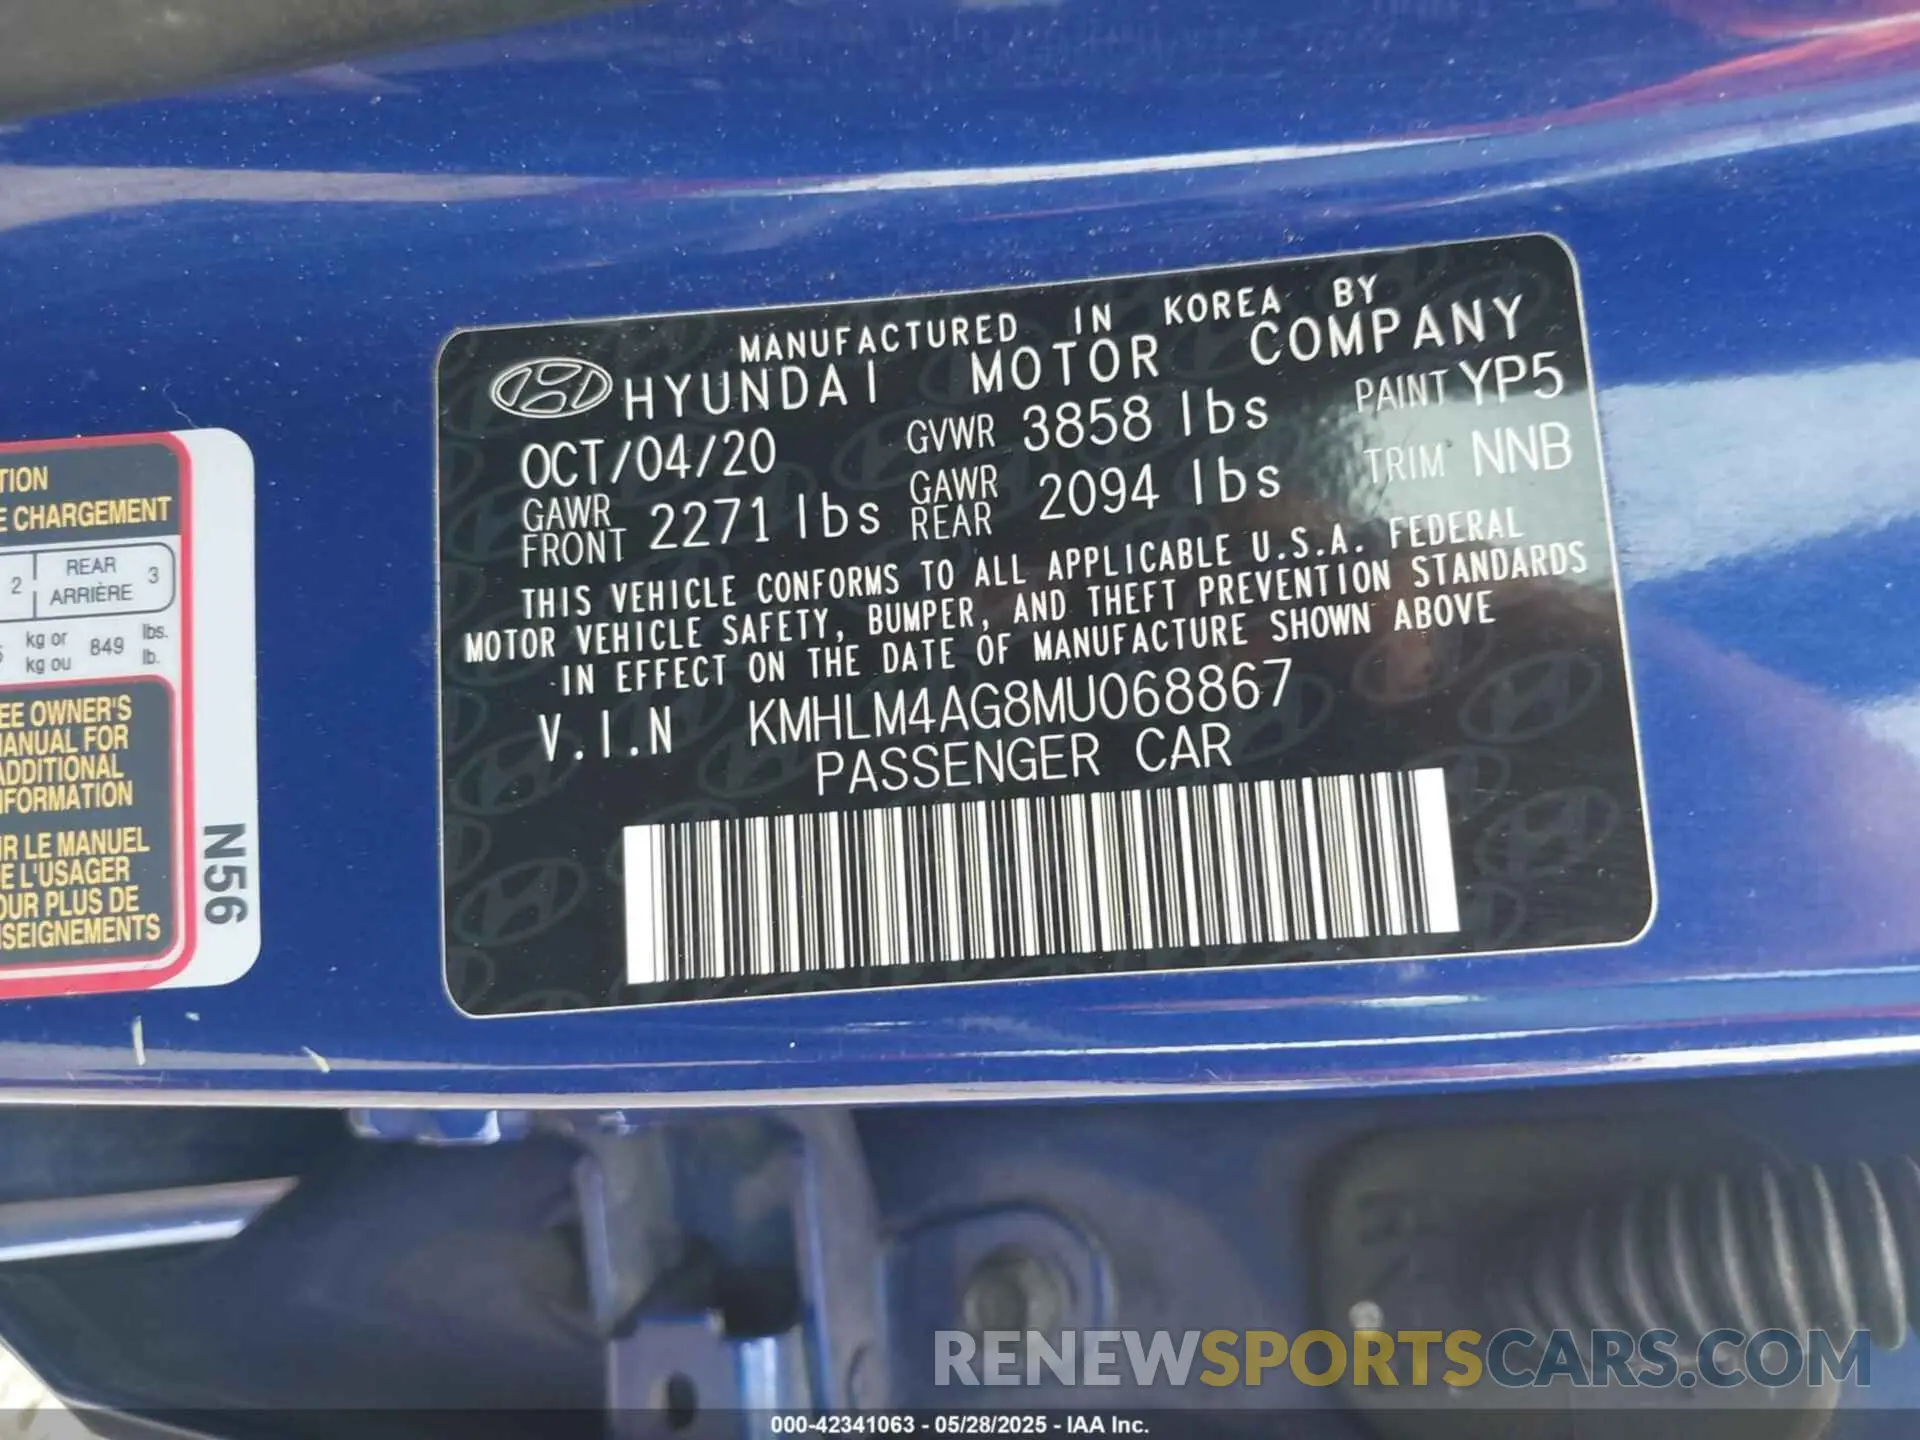 MANUFACTURED IN KOREA BY
HYUNDAI MOTOR COMPANY
OCT/04/20 GVWR 3858 lbs PAINT YP5
GAWR FRONT 2271 lbs GAWR REAR 2094 lbs TRIM NNB
THIS VEHICLE CONFORMS TO ALL APPLICABLE U.S.A. FEDERAL
MOTOR VEHICLE SAFETY, BUMPER, AND THEFT PREVENTION STANDARDS
IN EFFECT ON THE DATE OF MANUFACTURE SHOWN ABOVE
V.I.N KMHLM4AG8MU068867
PASSENGER CAR
TION
E CHARGEMENT
2 REAR ARRIÈRE 3
kg or 849 lbs.
kg ou lb.
EE OWNER'S
MANUAL FOR
ADDITIONAL
NFORMATION
IR LE MANUEL
E L'USAGER
OUR PLUS DE
SEIGNEMENTS
N56
RENEWSPORTSCARS.COM
000-42341063 - 05/28/2025 - IAA Inc.